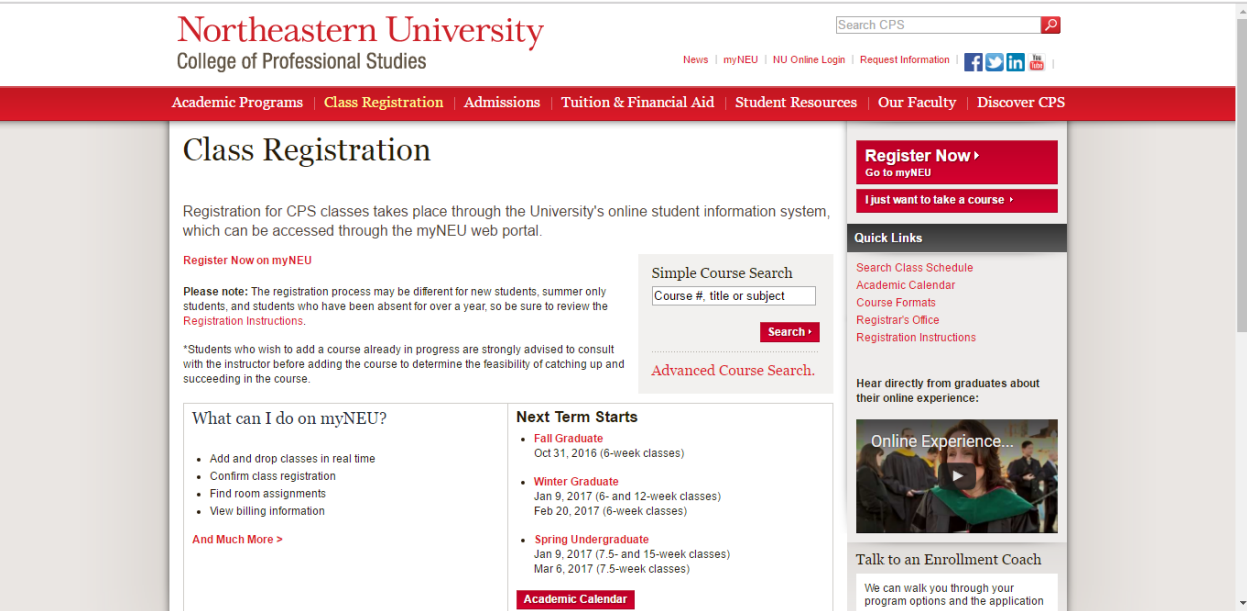 Northeastern University
College of Professional Studies
Search CPS
News | myNEU | NU Online Login | Request Information |
Academic Programs | Class Registration | Admissions | Tuition & Financial Aid | Student Resources | Our Faculty | Discover CPS
Class Registration
Registration for CPS classes takes place through the University's online student information system,
which can be accessed through the myNEU web portal.
Register Now on myNEU
Please note: The registration process may be different for new students, summer only
students, and students who have been absent for over a year, so be sure to review the
Registration Instructions.
*Students who wish to add a course already in progress are strongly advised to consult
with the instructor before adding the course to determine the feasibility of catching up and
succeeding in the course.
Simple Course Search
Course #, title or subject
Search
Advanced Course Search.
What can I do on myNEU?
Add and drop classes in real time
Confirm class registration
Find room assignments
View billing information
And Much More >
Next Term Starts
Fall Graduate
Oct 31, 2016 (6-week classes)
Winter Graduate
Jan 9, 2017 (6- and 12-week classes)
Feb 20, 2017 (6-week classes)
Spring Undergraduate
Jan 9, 2017 (7.5- and 15-week classes)
Mar 6, 2017 (7.5-week classes)
Academic Calendar
Register Now
Go to myNEU
I just want to take a course
Quick Links
Search Class Schedule
Academic Calendar
Course Formats
Registrar's Office
Registration Instructions
Hear directly from graduates about
their online experience:
Online Experience...
Talk to an Enrollment Coach
We can walk you through your
program options and the application